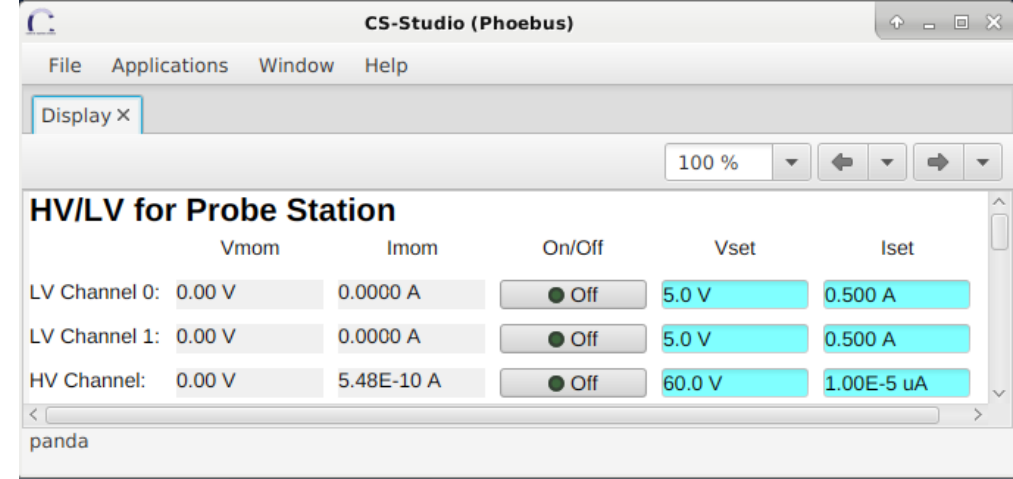 CS-Studio (Phoebus)
File Applications Window Help
Display
100 %
HV/LV for Probe Station
Vmom Imom On/Off Vset Iset
LV Channel 0: 0.00 V 0.0000 A Off 5.0 V 0.500 A
LV Channel 1: 0.00 V 0.0000 A Off 5.0 V 0.500 A
HV Channel: 0.00 V 5.48E-10 A Off 60.0 V 1.00E-5 uA
panda